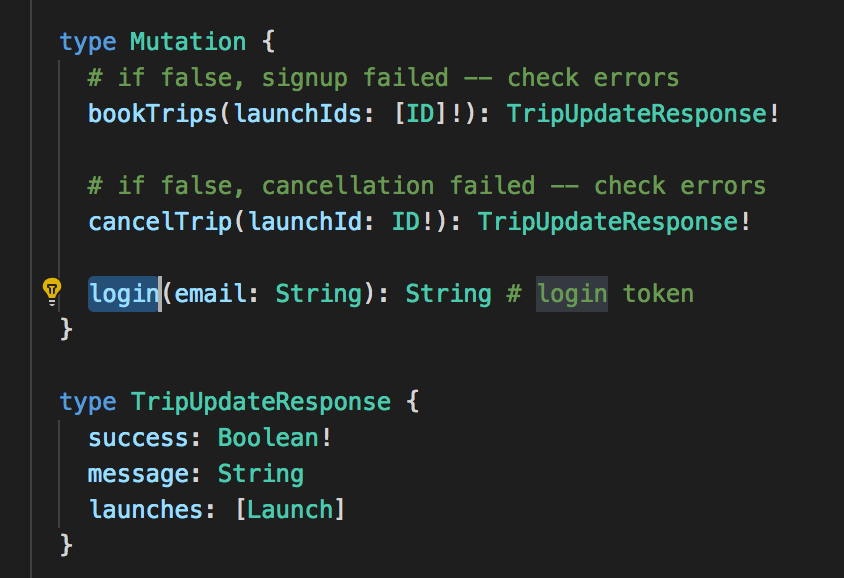 type Mutation {
  # if false, signup failed -- check errors
  bookTrips(launchIds: [ID]!): TripUpdateResponse!

  # if false, cancellation failed -- check errors
  cancelTrip(launchId: ID!): TripUpdateResponse!

  login(email: String): String # login token
}

type TripUpdateResponse {
  success: Boolean!
  message: String
  launches: [Launch]
}